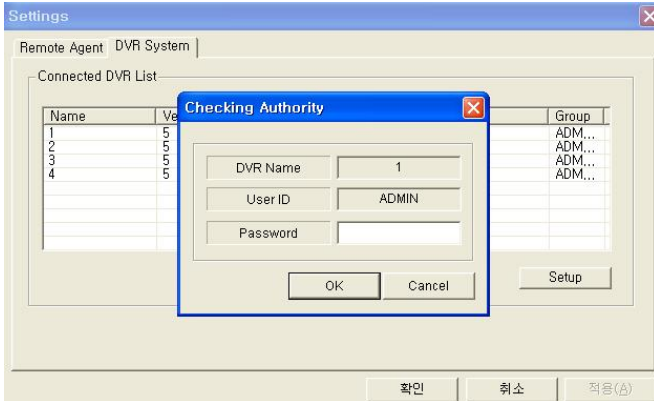 Settings
Remote Agent DVR System
Connected DVR List
Name Ve Group
1 5 ADM...
2 5 ADM...
3 5 ADM...
4 5 ADM...
Checking Authority
DVR Name 1
User ID ADMIN
Password
OK Cancel
Setup
확인 취소 적용(A)